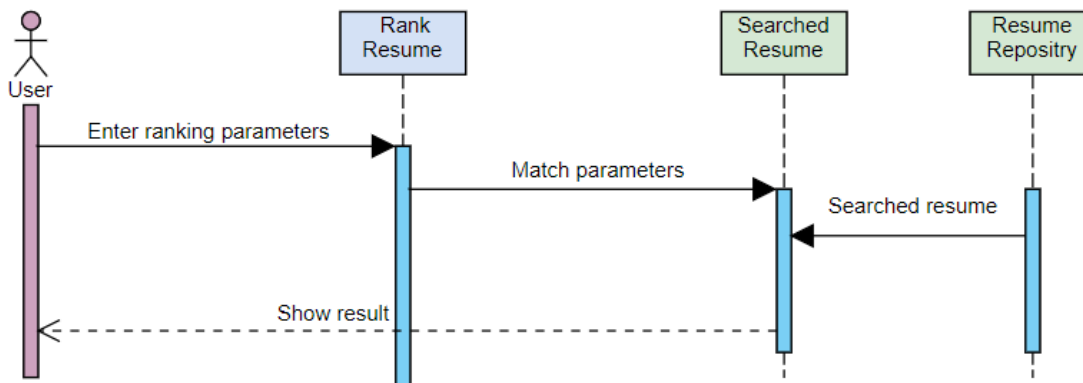 Rank
Resume
Searched
Resume
Resume
Repositry
User
Enter ranking parameters
Match parameters
Searched resume
Show result